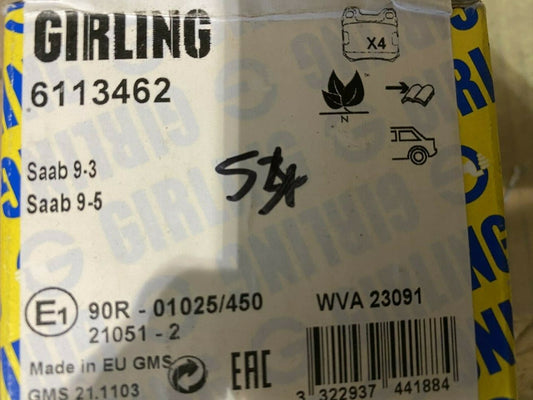 GIRLING
X4
6113462
N
Saab 9-3
Saab 9-5
E1
90R - 01025/450
21051 - 2
WVA 23091
Made in EU GMS
GMS 21.1103
EAC
3 322937 441884